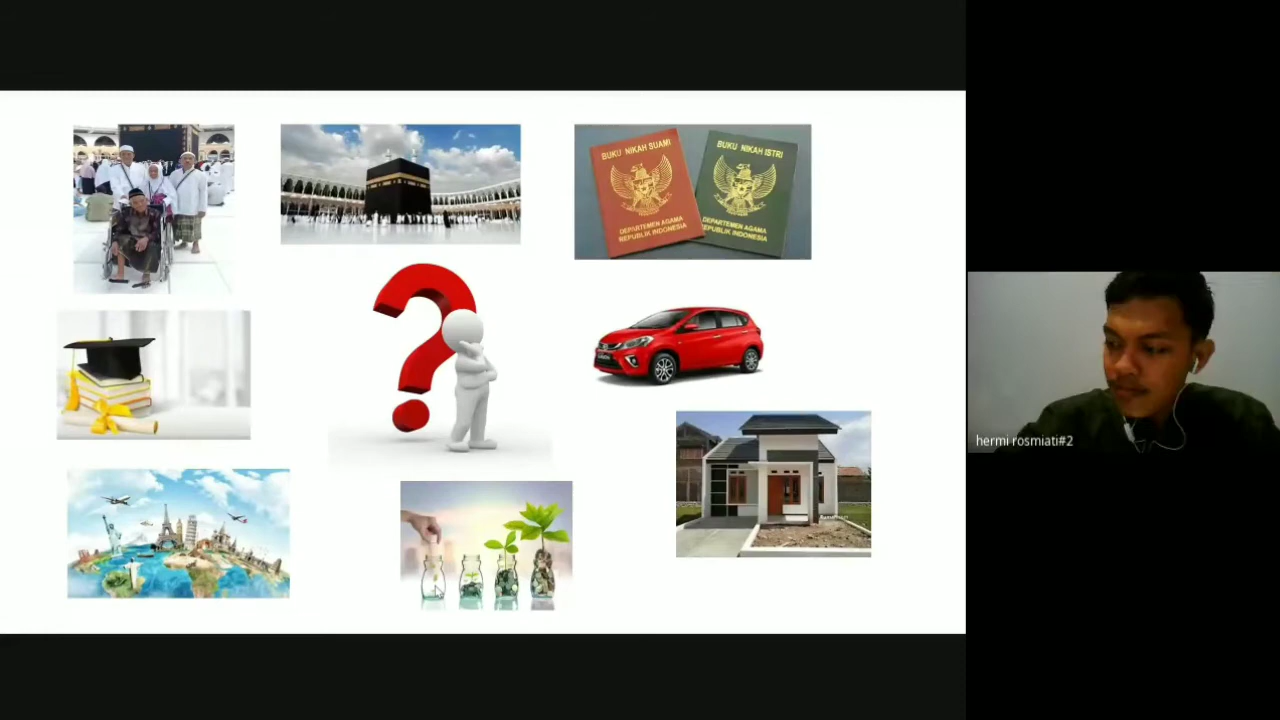 BUKU NIKAH SUAMI
DEPARTEMEN AGAMA
REPUBLIK INDONESIA
BUKU NIKAH ISTRI
DEPARTEMEN AGAMA
REPUBLIK INDONESIA
hermi rosmiati#2